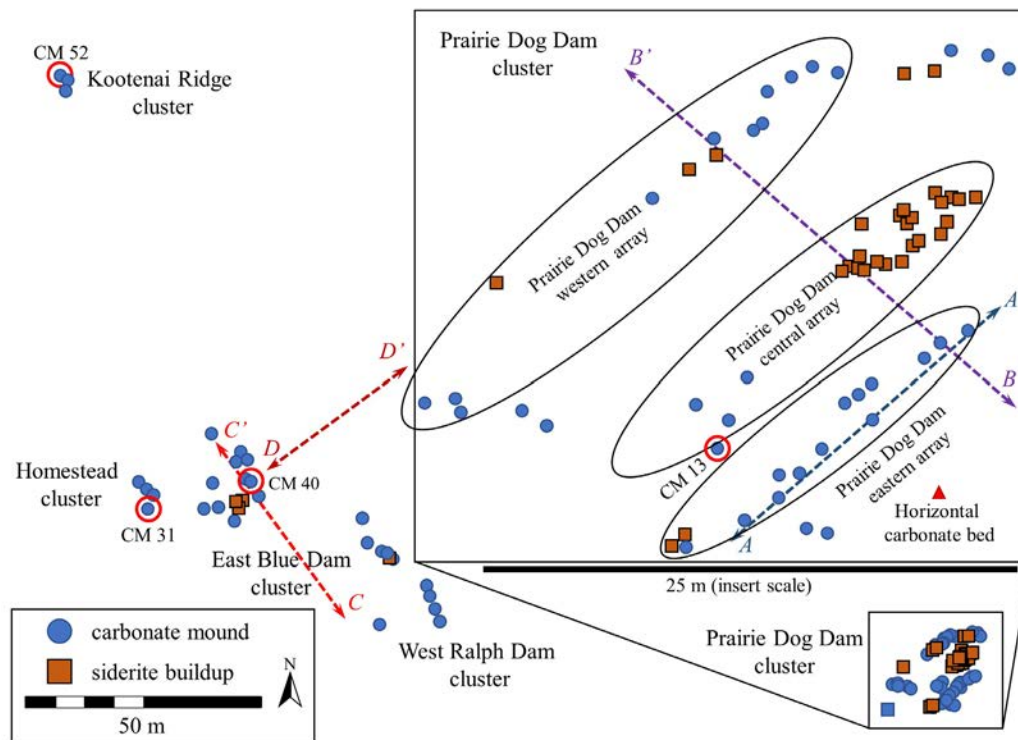 CM 52
Kootenai Ridge
cluster
Prairie Dog Dam
cluster
B'
Prairie Dog Dam
western array
Prairie Dog Dam
central array
A
B
D'
C'
D
Homestead
cluster
CM 40
CM 31
CM 13
Prairie Dog Dam
eastern array
Horizontal
carbonate bed
A
East Blue Dam
cluster
C
25 m (insert scale)
West Ralph Dam
cluster
Prairie Dog Dam
cluster
carbonate mound
siderite buildup
N
50 m